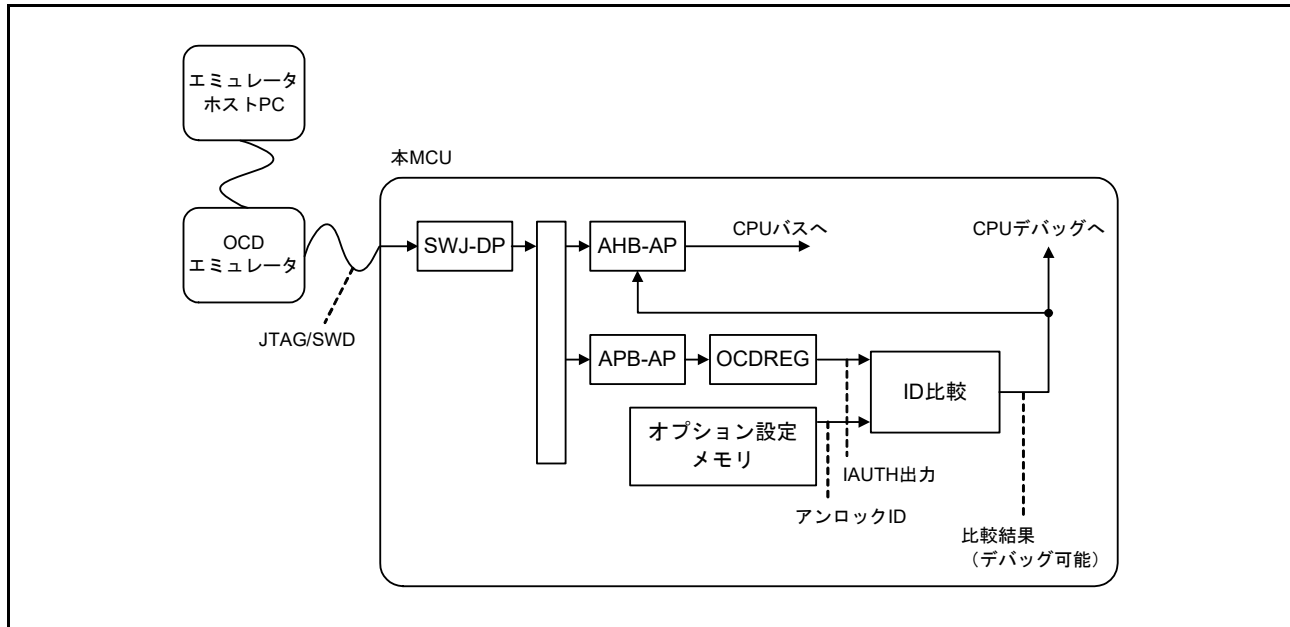 エミュレータ
ホストPC
本MCU
OCD
エミュレータ
SWJ-DP
AHB-AP
CPUバスへ
CPUデバッグへ
JTAG/SWD
APB-AP
OCDREG
ID比較
オプション設定
メモリ
IAUTH出力
アンロックID
比較結果
（デバッグ可能）